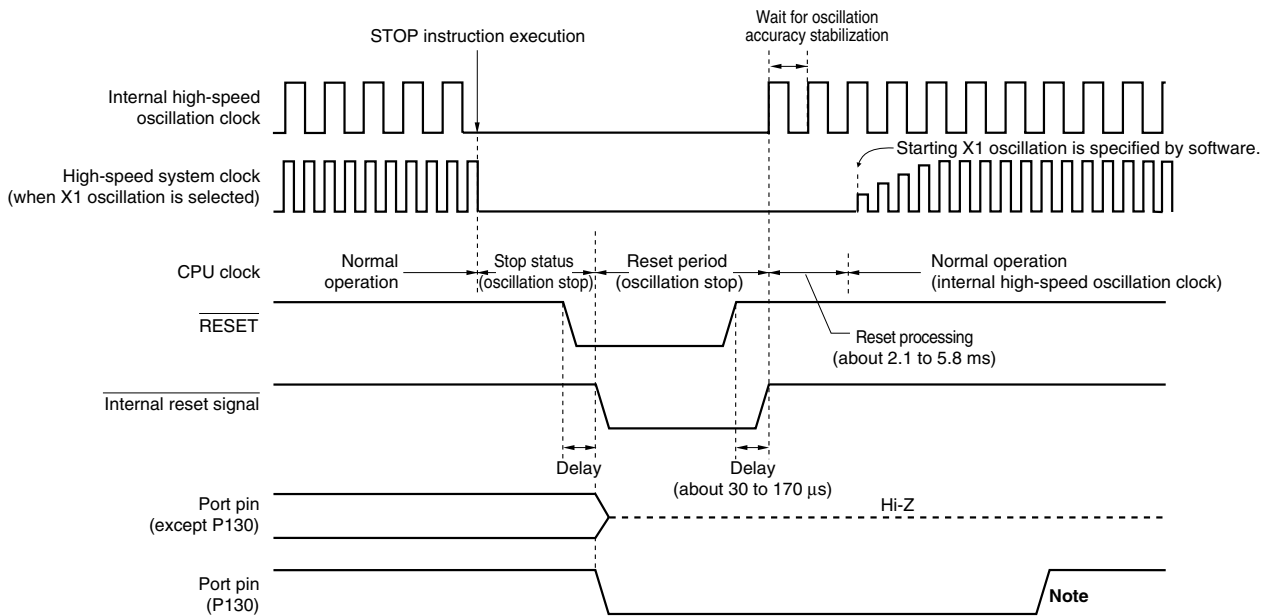 Wait for oscillation
accuracy stabilization
STOP instruction execution
Internal high-speed
oscillation clock
Starting X1 oscillation is specified by software.
High-speed system clock
(when X1 oscillation is selected)
CPU clock
Normal
operation
Stop status
(oscillation stop)
Reset period
(oscillation stop)
Normal operation
(internal high-speed oscillation clock)
RESET
Reset processing
(about 2.1 to 5.8 ms)
Internal reset signal
Delay
Delay
(about 30 to 170 μs)
Port pin
(except P130)
Hi-Z
Port pin
(P130)
Note